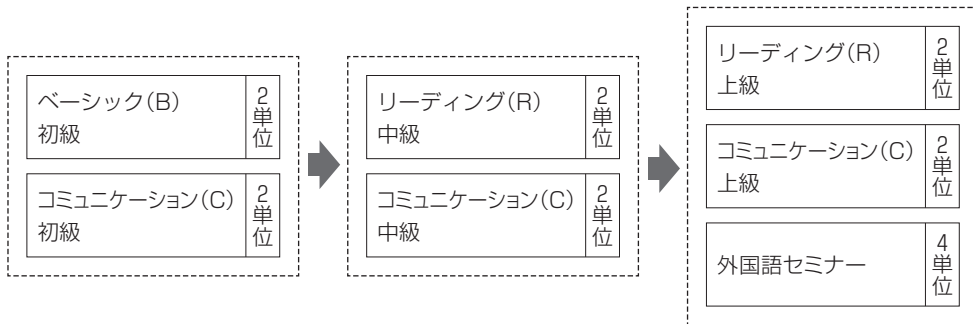 ベーシック(B)
初級
2単位
コミュニケーション(C)
初級
2単位
リーディング(R)
中級
2単位
コミュニケーション(C)
中級
2単位
リーディング(R)
上級
2単位
コミュニケーション(C)
上級
2単位
外国語セミナー
4単位